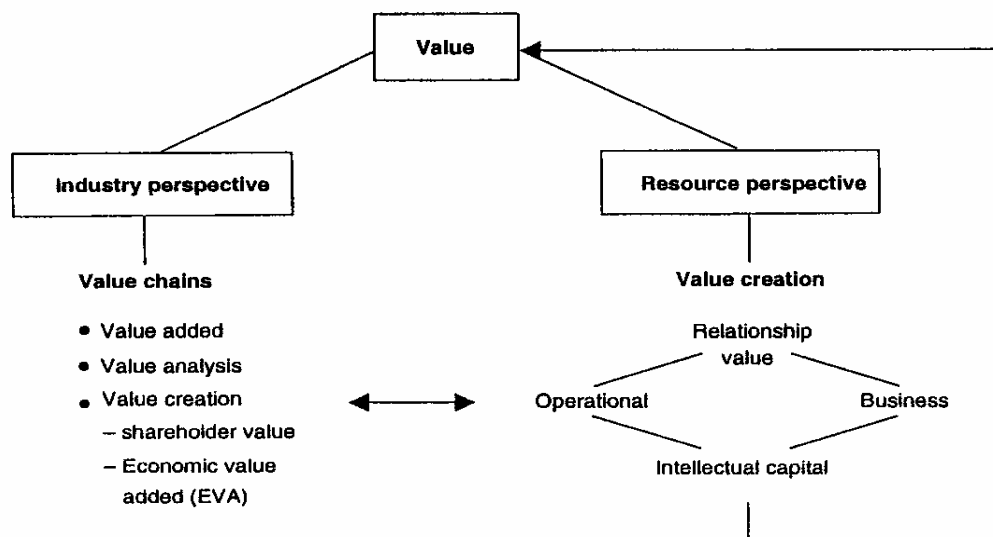 Value
Industry perspective
Resource perspective
Value chains
• Value added
• Value analysis
• Value creation
– shareholder value
– Economic value
added (EVA)
Value creation
Relationship
value
Operational
Business
Intellectual capital